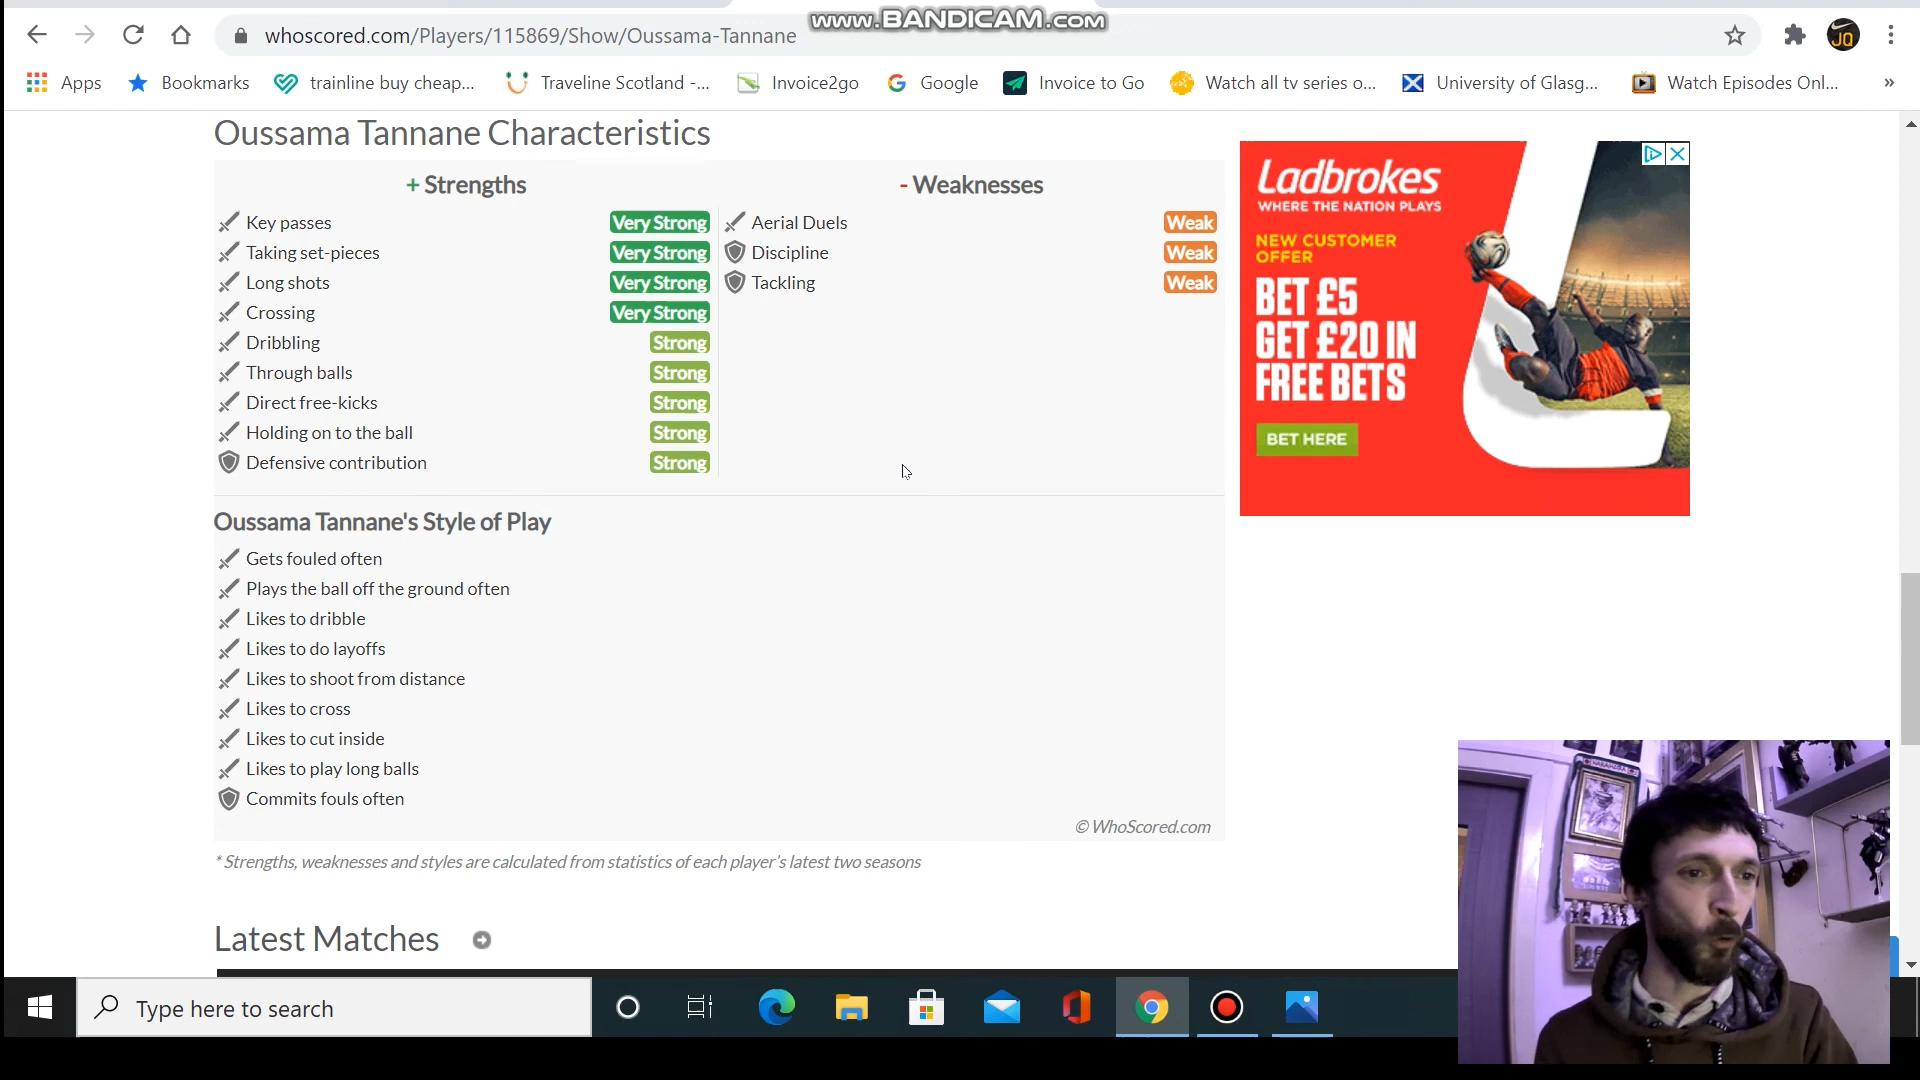 www.BANDICAM.com
whoscored.com/Players/115869/Show/Oussama-Tannane
JQ
Apps
Bookmarks
trainline buy cheap...
Traveline Scotland -...
Invoice2go
Google
Invoice to Go
Watch all tv series o...
University of Glasg...
Watch Episodes Onl...
»
Oussama Tannane Characteristics
+ Strengths
- Weaknesses
Key passes Very Strong
Taking set-pieces Very Strong
Long shots Very Strong
Crossing Very Strong
Dribbling Strong
Through balls Strong
Direct free-kicks Strong
Holding on to the ball Strong
Defensive contribution Strong
Aerial Duels Weak
Discipline Weak
Tackling Weak
Ladbrokes
WHERE THE NATION PLAYS
NEW CUSTOMER
OFFER
BET £5
GET £20 IN
FREE BETS
BET HERE
Oussama Tannane's Style of Play
Gets fouled often
Plays the ball off the ground often
Likes to dribble
Likes to do layoffs
Likes to shoot from distance
Likes to cross
Likes to cut inside
Likes to play long balls
Commits fouls often
© WhoScored.com
* Strengths, weaknesses and styles are calculated from statistics of each player's latest two seasons
Latest Matches
Type here to search